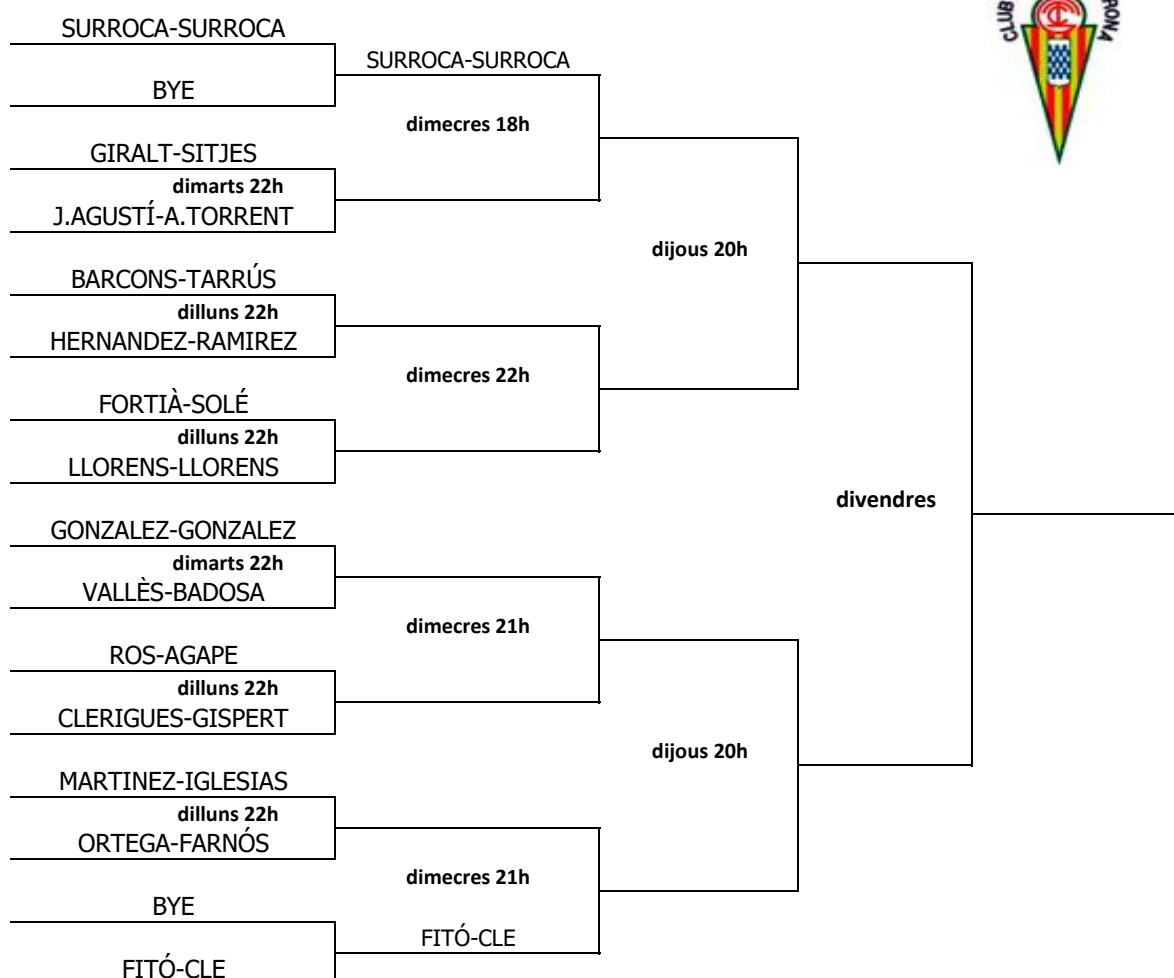 SURROCA-SURROCA
BYE
SURROCA-SURROCA
dimecres 18h
GIRALT-SITJES
dimarts 22h
J.AGUSTÍ-A.TORRENT
dijous 20h
BARCONS-TARRÚS
dilluns 22h
HERNANDEZ-RAMIREZ
dimecres 22h
FORTIÀ-SOLÉ
dilluns 22h
LLORENS-LLORENS
divendres
GONZALEZ-GONZALEZ
dimarts 22h
VALLÈS-BADOSA
dimecres 21h
ROS-AGAPE
dilluns 22h
CLERIGUES-GISPERT
dijous 20h
MARTINEZ-IGLESIAS
dilluns 22h
ORTEGA-FARNÓS
dimecres 21h
BYE
FITÓ-CLE
FITÓ-CLE
CLUB